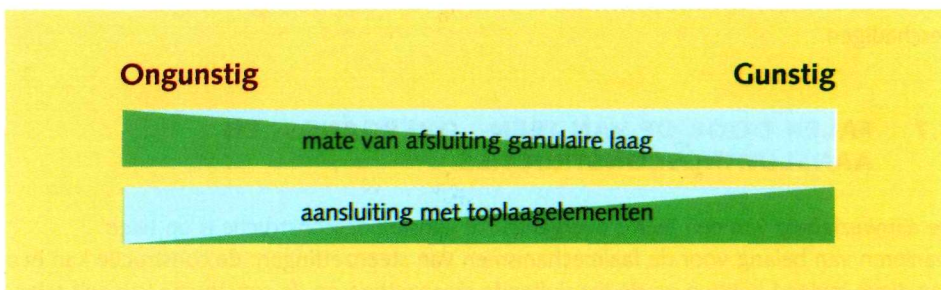 Ongunstig Gunstig
mate van afsluiting ganulaire laag
aansluiting met toplaagelementen